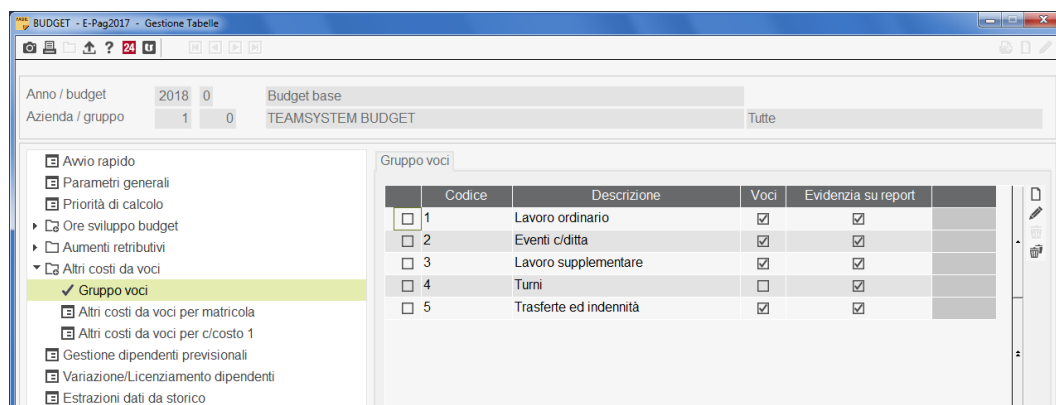 BUDGET - E-Pag2017 - Gestione Tabelle
? 24
Anno / budget 2018 0 Budget base
Azienda / gruppo 1 0 TEAMSYSTEM BUDGET Tutte
Avvio rapido
Parametri generali
Priorità di calcolo
Ore sviluppo budget
Aumenti retributivi
Altri costi da voci
Gruppo voci
Altri costi da voci per matricola
Altri costi da voci per c/costo 1
Gestione dipendenti previsionali
Variazione/Licenziamento dipendenti
Estrazioni dati da storico
Gruppo voci
Codice Descrizione Voci Evidenzia su report
1 Lavoro ordinario
2 Eventi c/ditta
3 Lavoro supplementare
4 Turni
5 Trasferte ed indennità